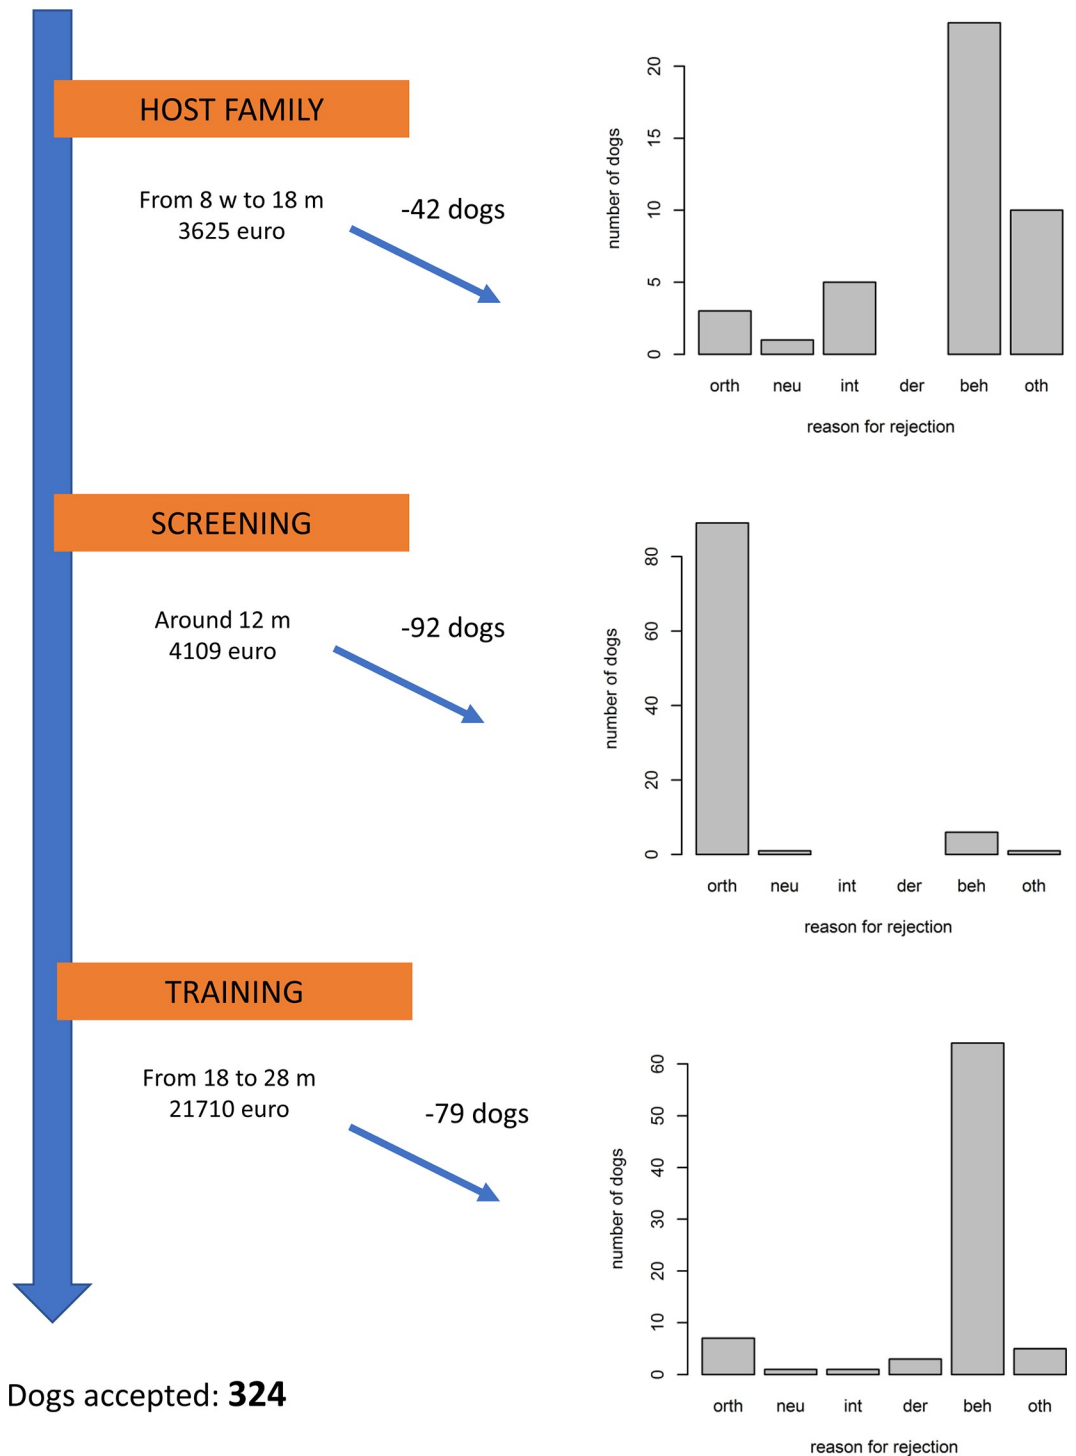 HOST FAMILY
From 8 w to 18 m
3625 euro
-42 dogs
number of dogs
20
15
10
5
0
orth neu int der beh oth
reason for rejection
SCREENING
Around 12 m
4109 euro
-92 dogs
number of dogs
80
60
40
20
0
orth neu int der beh oth
reason for rejection
TRAINING
From 18 to 28 m
21710 euro
-79 dogs
number of dogs
60
50
40
30
20
10
0
orth neu int der beh oth
reason for rejection
Dogs accepted: 324